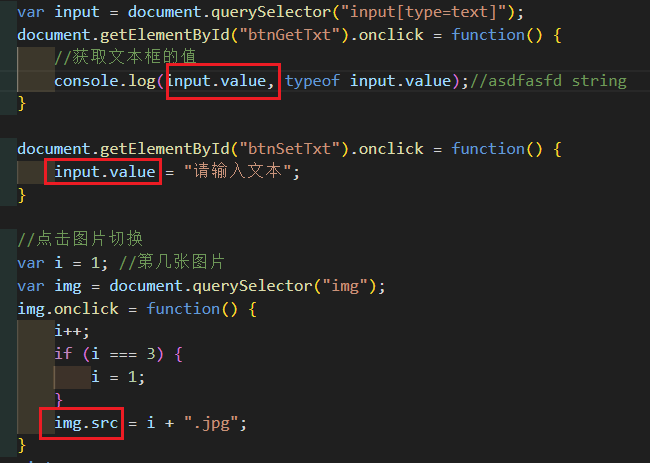 var input = document.querySelector("input[type=text]");
document.getElementById("btnGetTxt").onclick = function() {
//获取文本框的值
console.log(input.value, typeof input.value);//asdfasfd string
}
document.getElementById("btnSetTxt").onclick = function() {
input.value = "请输入文本";
}
//点击图片切换
var i = 1; //第几张图片
var img = document.querySelector("img");
img.onclick = function() {
i++;
if (i === 3) {
i = 1;
}
img.src = i + ".jpg";
}